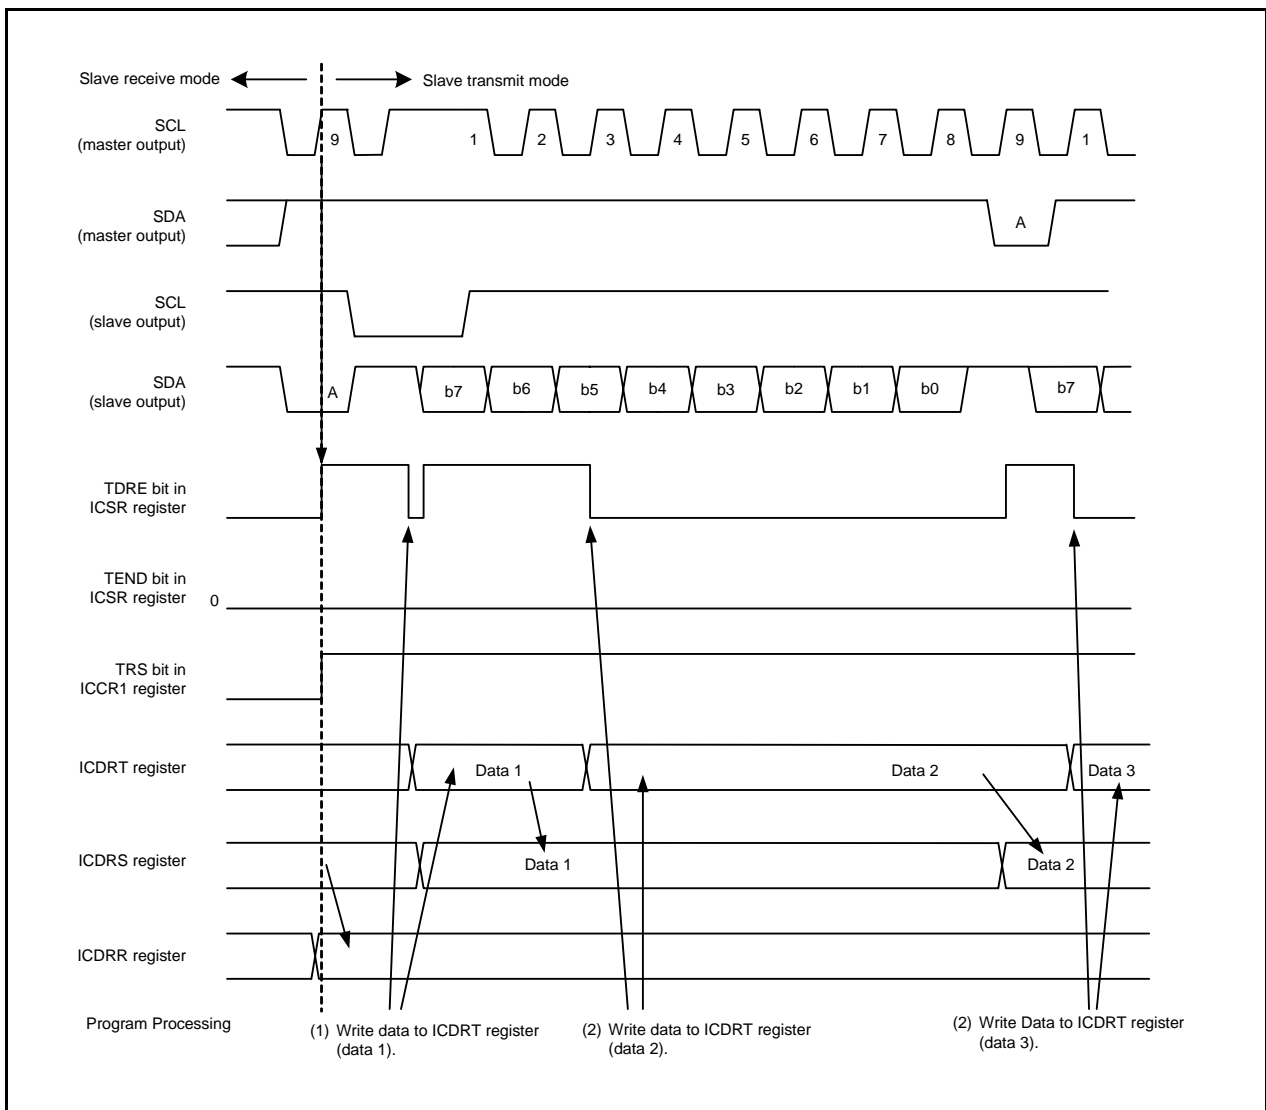 Slave receive mode
Slave transmit mode
SCL
(master output)
9 1 2 3 4 5 6 7 8 9 1
SDA
(master output)
A
SCL
(slave output)
SDA
(slave output)
A b7 b6 b5 b4 b3 b2 b1 b0 b7
TDRE bit in
ICSR register
TEND bit in
ICSR register 0
TRS bit in
ICCR1 register
ICDRT register Data 1 Data 2 Data 3
ICDRS register Data 1 Data 2
ICDRR register
Program Processing
(1) Write data to ICDRT register
(data 1).
(2) Write data to ICDRT register
(data 2).
(2) Write Data to ICDRT register
(data 3).